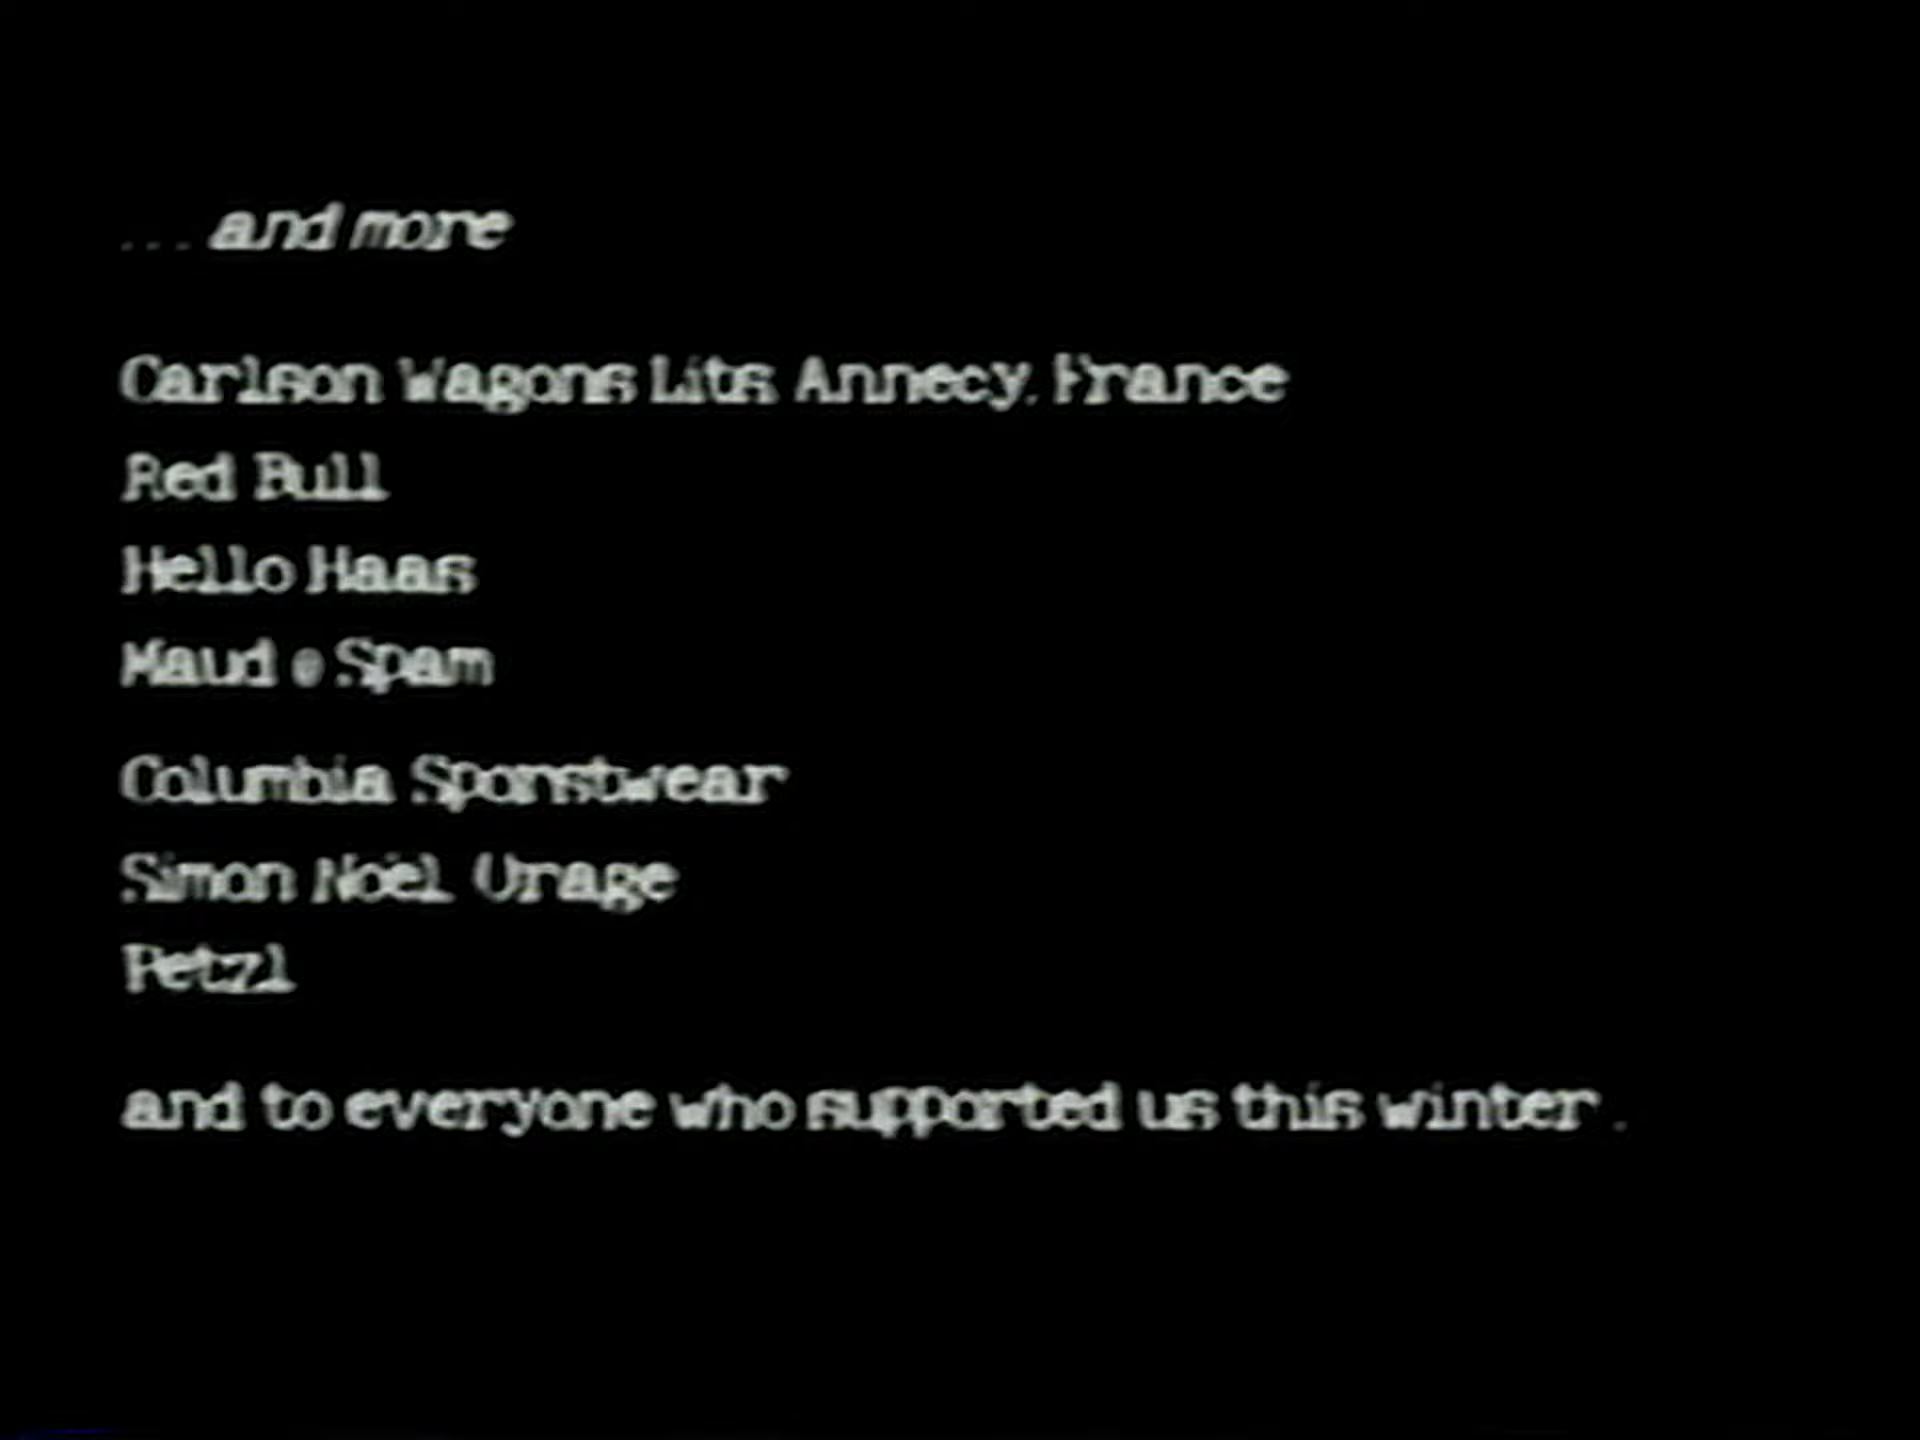 ... and more
Carlson Wagons Lits Annecy. France
Red Bull
Hello Haas
Maud @ Spam
Columbia Sponstwear
Simon Noël Urage
Petzl
and to everyone who supported us this winter .